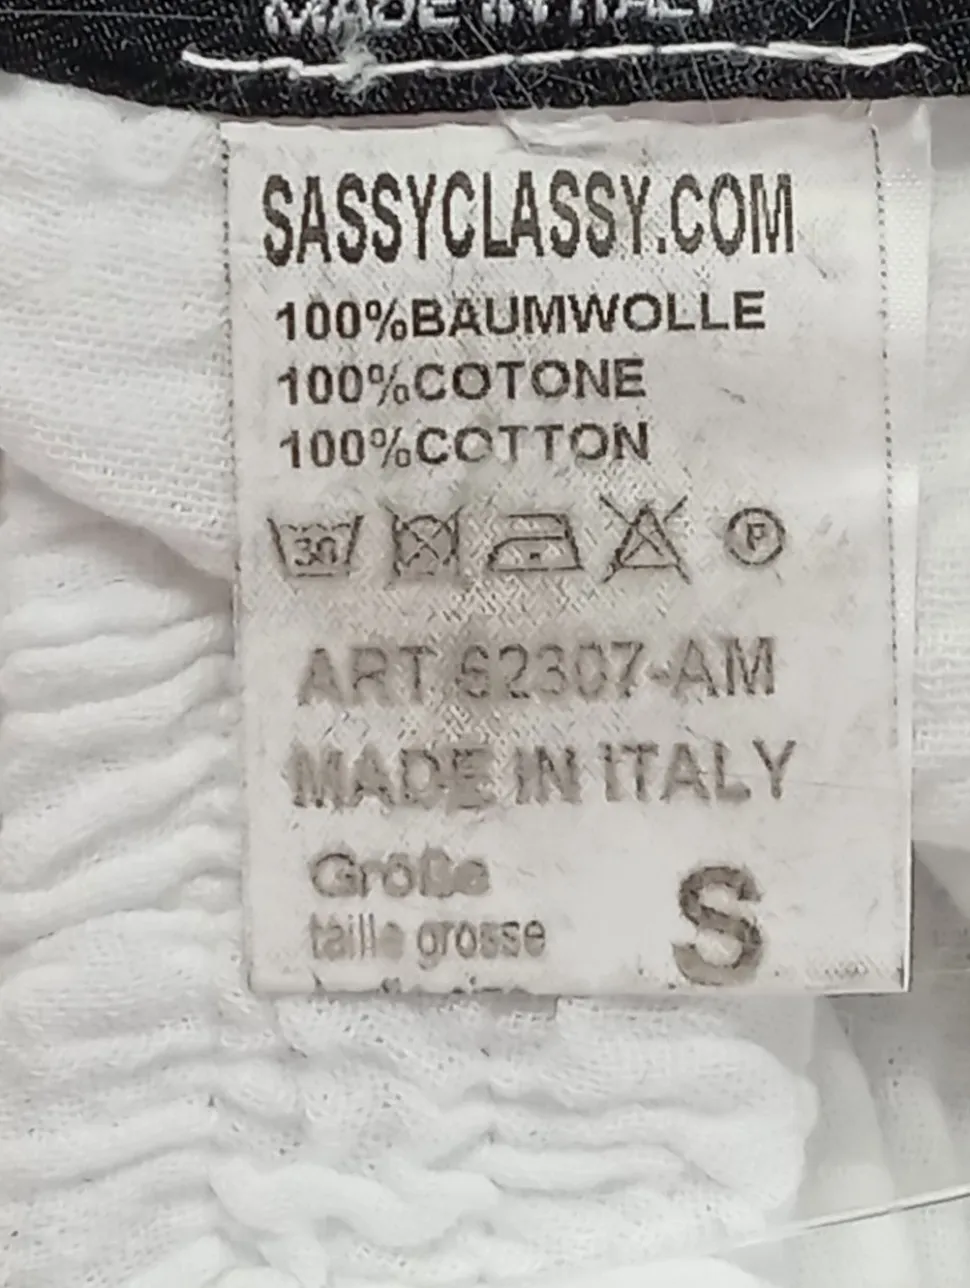 MADE IN ITALY
SASSYCLASSY.COM
100%BAUMWOLLE
100%COTONE
100%COTTON
30
P
ART 62307-AM
MADE IN ITALY
Größe
taille grosse
S